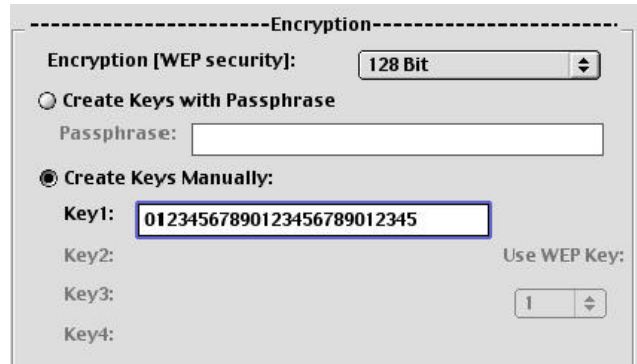 Encryption
Encryption [WEP security]: 128 Bit
Create Keys with Passphrase
Passphrase:
Create Keys Manually:
Key1: 01234567890123456789012345
Key2: Use WEP Key:
Key3: 1
Key4: